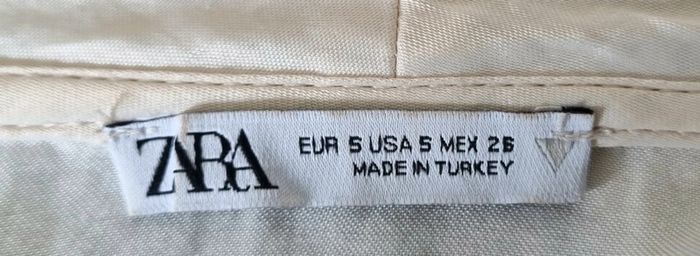 ZARA
EUR S USA S MEX 26
MADE IN TURKEY